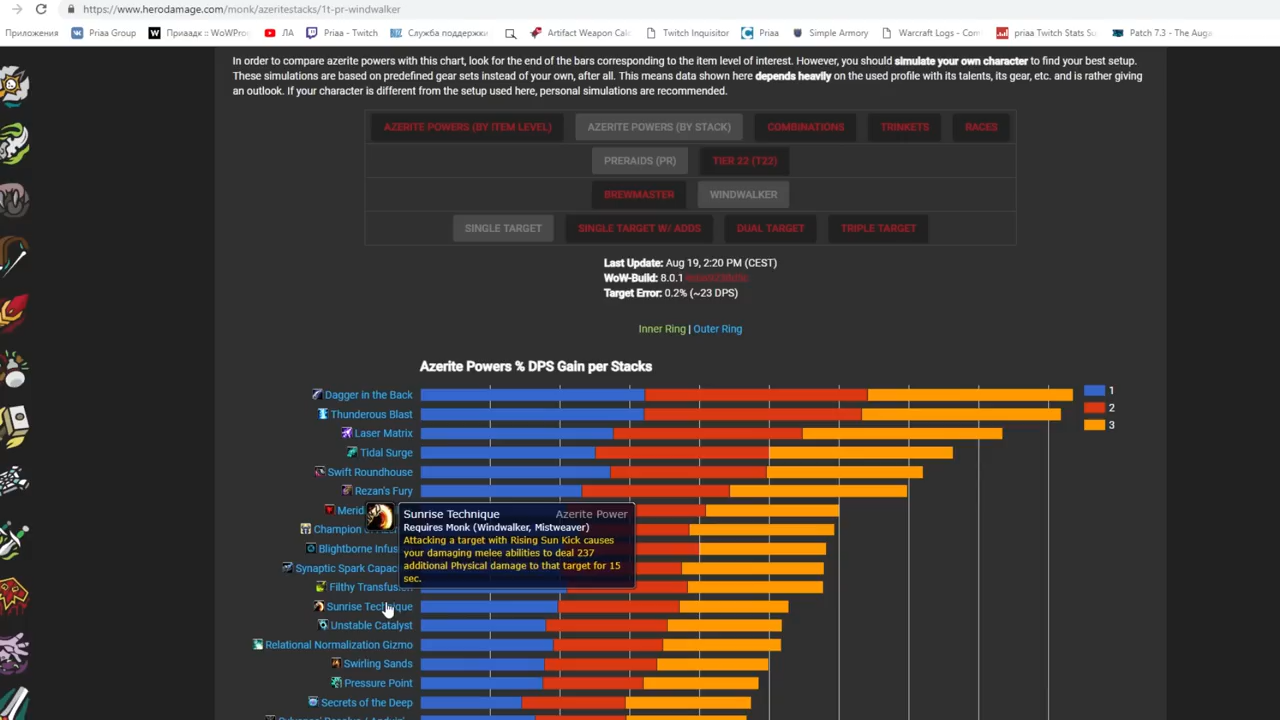 https://www.herodamage.com/monk/azeritestacks/1t-pr-windwalker
Приложения Priaa Group Приаадк :: WoWPro ЛА Priaa - Twitch Служба поддержки Artifact Weapon Calc Twitch Inquisitor Priaa Simple Armory Warcraft Logs - Com priaa Twitch Stats Su Patch 7.3 - The Auga
In order to compare azerite powers with this chart, look for the end of the bars corresponding to the item level of interest. However, you should simulate your own character to find your best setup.
These simulations are based on predefined gear sets instead of your own, after all. This means data shown here depends heavily on the used profile with its talents, its gear, etc. and is rather giving
an outlook. If your character is different from the setup used here, personal simulations are recommended.
AZERITE POWERS (BY ITEM LEVEL) AZERITE POWERS (BY STACK) COMBINATIONS TRINKETS RACES
PRERAIDS (PR) TIER 22 (T22)
BREWMASTER WINDWALKER
SINGLE TARGET SINGLE TARGET W/ ADDS DUAL TARGET TRIPLE TARGET
Last Update: Aug 19, 2:20 PM (CEST)
WoW-Build: 8.0.1
Target Error: 0.2% (~23 DPS)
Inner Ring | Outer Ring
Azerite Powers % DPS Gain per Stacks
Dagger in the Back
Thunderous Blast
Laser Matrix
Tidal Surge
Swift Roundhouse
Rezan's Fury
Merid
Champion of
Blightborne Infus
Synaptic Spark Capac
Filthy Transfusion
Sunrise Technique
Unstable Catalyst
Relational Normalization Gizmo
Swirling Sands
Pressure Point
Secrets of the Deep
1
2
3
Sunrise Technique Azerite Power
Requires Monk (Windwalker, Mistweaver)
Attacking a target with Rising Sun Kick causes
your damaging melee abilities to deal 237
additional Physical damage to that target for 15
sec.